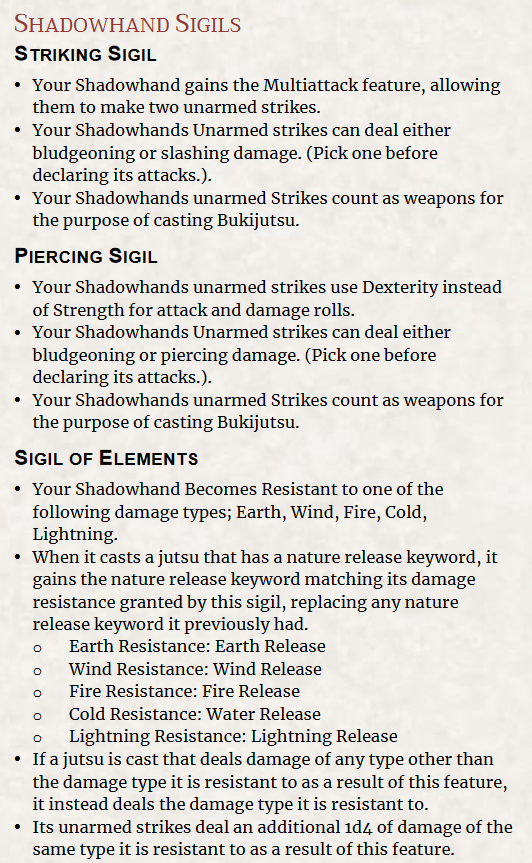 Shadowhand Sigils
Striking Sigil
• Your Shadowhand gains the Multiattack feature, allowing
them to make two unarmed strikes.
• Your Shadowhands Unarmed strikes can deal either
bludgeoning or slashing damage. (Pick one before
declaring its attacks.).
• Your Shadowhands unarmed Strikes count as weapons for
the purpose of casting Bukijutsu.
Piercing Sigil
• Your Shadowhands unarmed strikes use Dexterity instead
of Strength for attack and damage rolls.
• Your Shadowhands Unarmed strikes can deal either
bludgeoning or piercing damage. (Pick one before
declaring its attacks.).
• Your Shadowhands unarmed Strikes count as weapons for
the purpose of casting Bukijutsu.
Sigil of Elements
• Your Shadowhand Becomes Resistant to one of the
following damage types; Earth, Wind, Fire, Cold,
Lightning.
• When it casts a jutsu that has a nature release keyword, it
gains the nature release keyword matching its damage
resistance granted by this sigil, replacing any nature
release keyword it previously had.
o Earth Resistance: Earth Release
o Wind Resistance: Wind Release
o Fire Resistance: Fire Release
o Cold Resistance: Water Release
o Lightning Resistance: Lightning Release
• If a jutsu is cast that deals damage of any type other than
the damage type it is resistant to as a result of this feature,
it instead deals the damage type it is resistant to.
• Its unarmed strikes deal an additional 1d4 of damage of the
same type it is resistant to as a result of this feature.